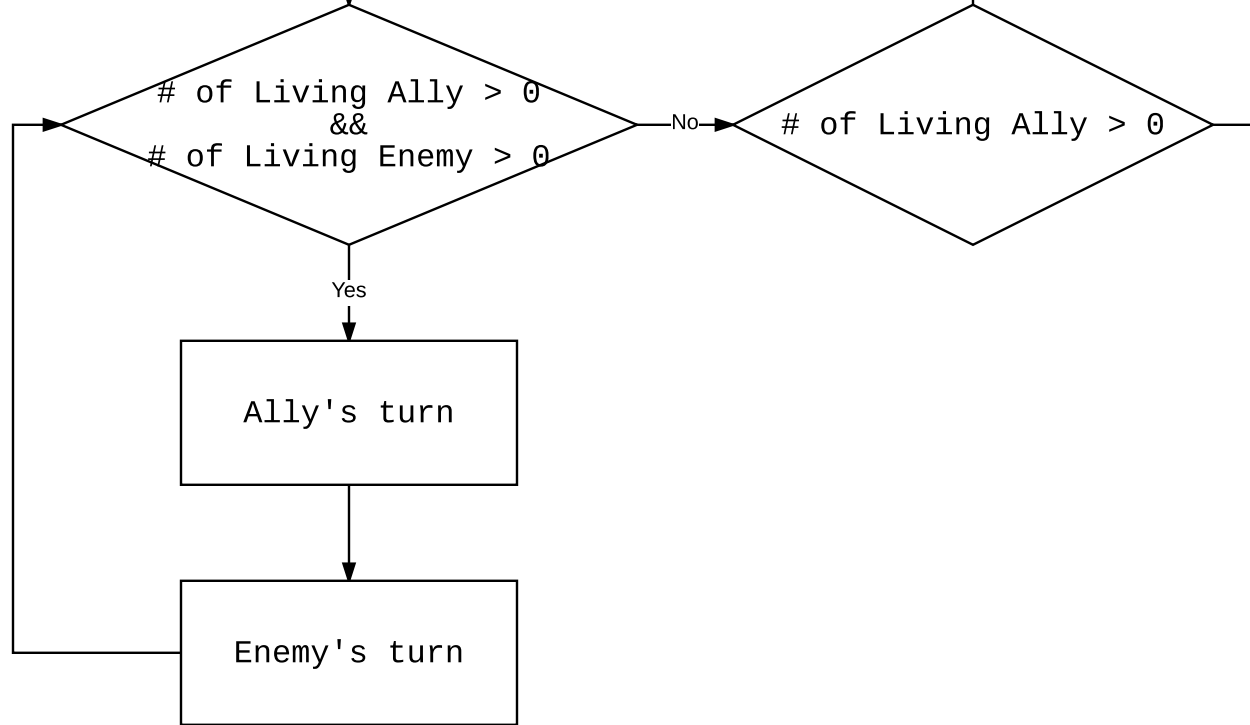 # of Living Ally > 0
&&
# of Living Enemy > 0
No
# of Living Ally > 0
Yes
Ally's turn
Enemy's turn